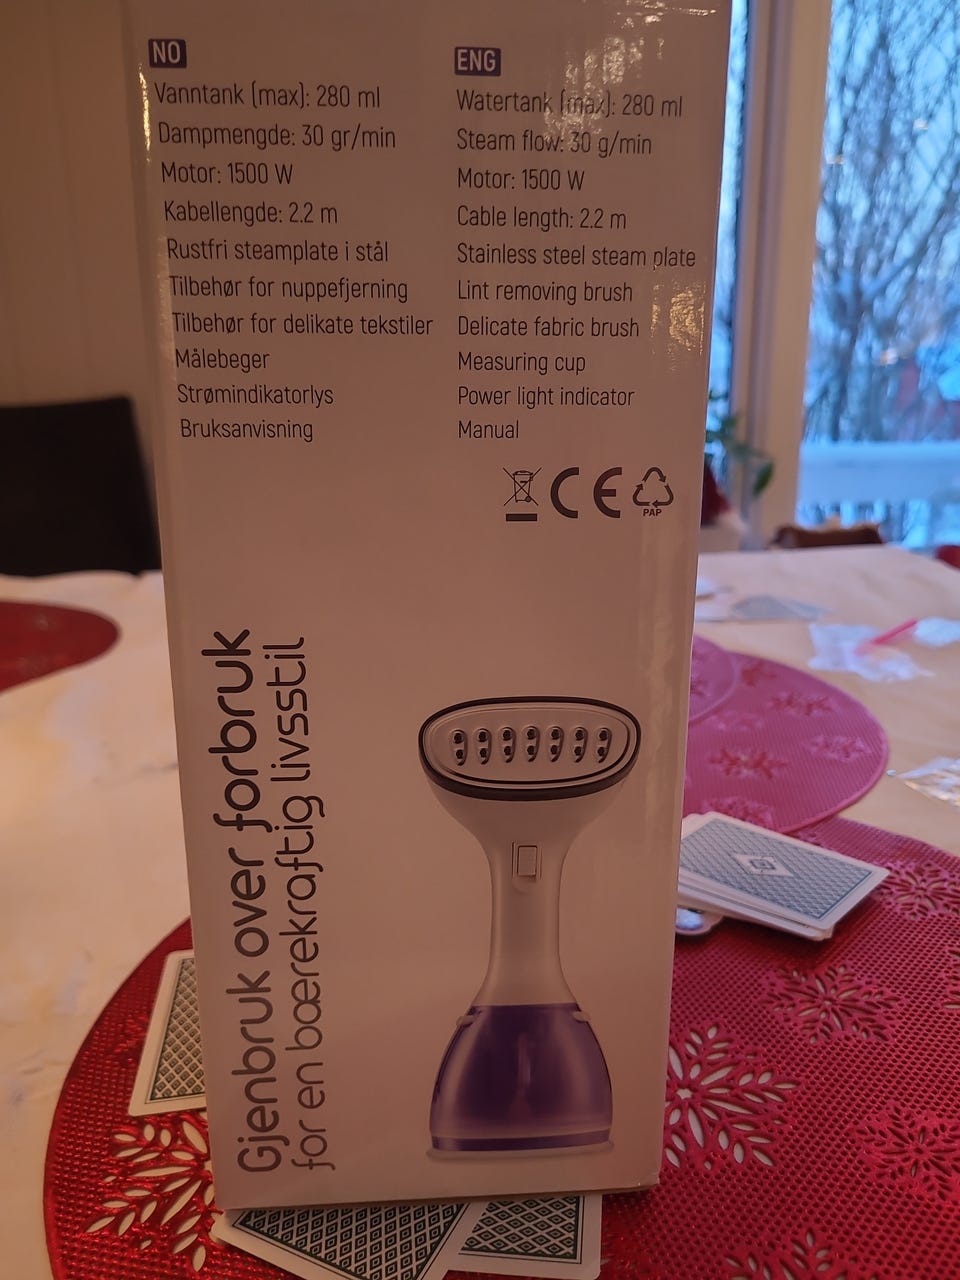 NO
Vanntank (max): 280 ml
Dampmengde: 30 gr/min
Motor: 1500 W
Kabellengde: 2.2 m
Rustfri steamplate i stål
Tilbehør for nuppefjerning
Tilbehør for delikate tekstiler
Målebeger
Strømindikatorlys
Bruksanvisning
ENG
Watertank (max): 280 ml
Steam flow: 30 g/min
Motor: 1500 W
Cable length: 2.2 m
Stainless steel steam plate
Lint removing brush
Delicate fabric brush
Measuring cup
Power light indicator
Manual
CE
PAP
Gjenbruk over forbruk
for en bærekraftig livsstil